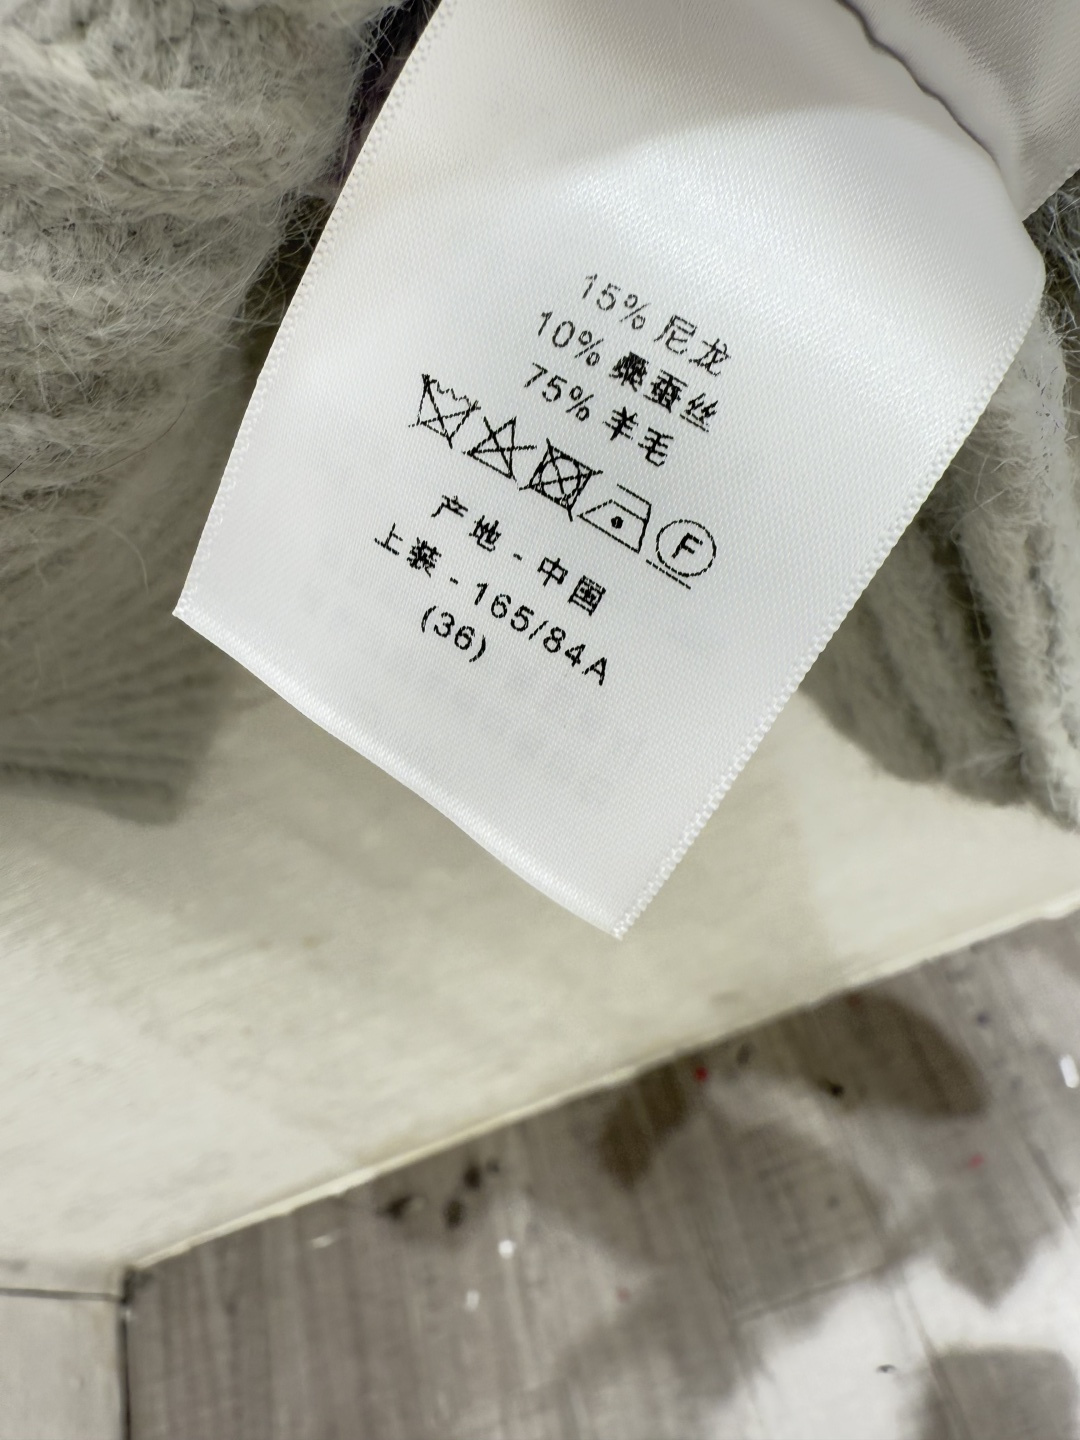 15% 尼龙
10% 桑蚕丝
75% 羊毛
F
产地 - 中国
上装 - 165/84A
(36)